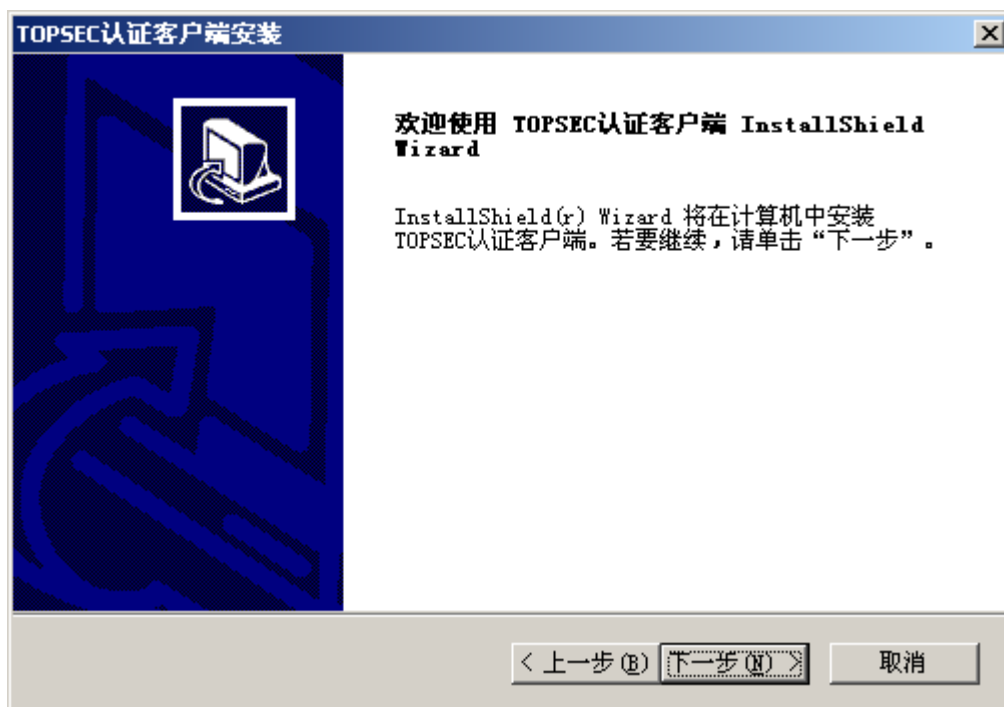 TOPSEC认证客户端安装
欢迎使用 TOPSEC认证客户端 InstallShield
Wizard
InstallShield(r) Wizard 将在计算机中安装
TOPSEC认证客户端。若要继续，请单击“下一步”。
< 上一步(B) 下一步(N) > 取消